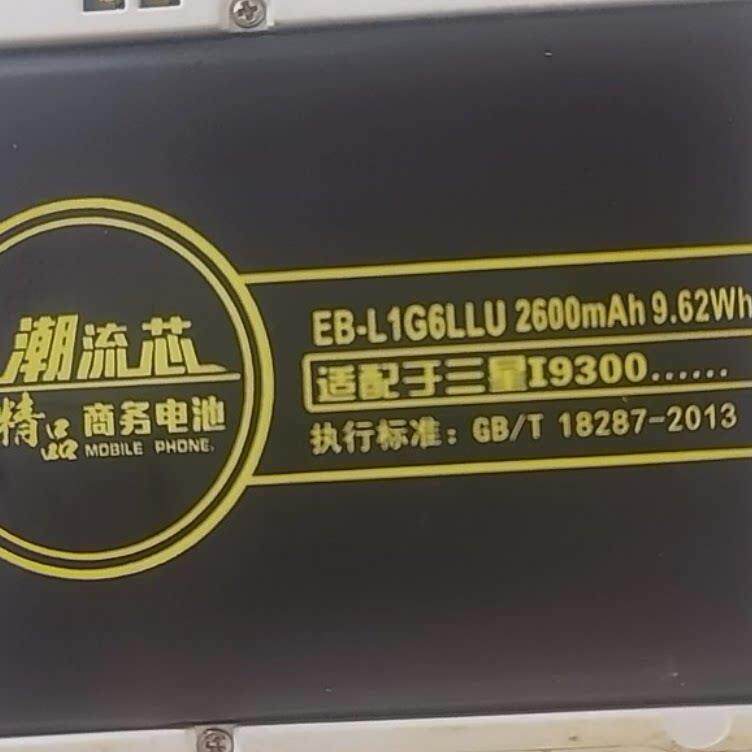 潮流芯
精品 商务电池
MOBILE PHONE
EB-L1G6LLU 2600mAh 9.62Wh
适配于三星I9300......
执行标准：GB/T 18287-2013